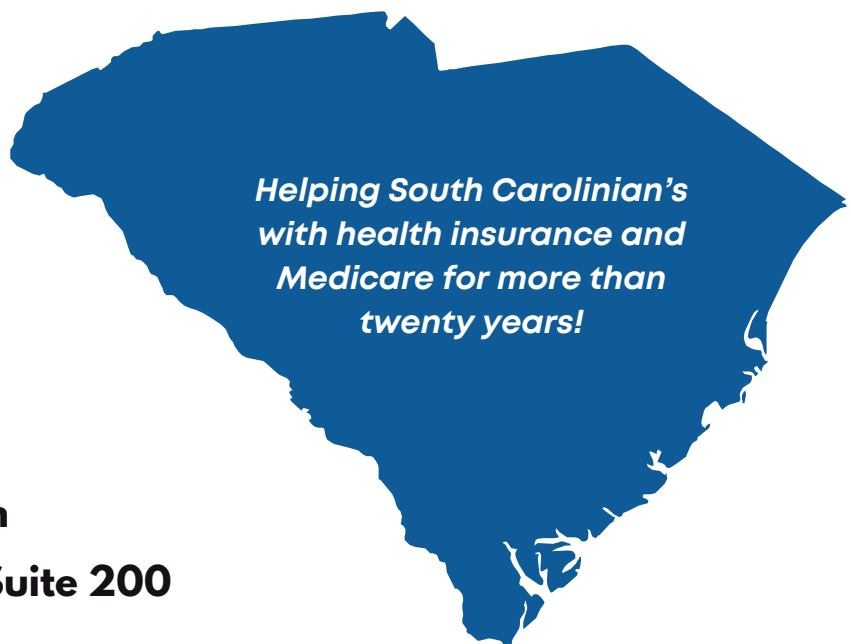 Helping South Carolinian’s
with health insurance and
Medicare for more than
twenty years!
Suite 200